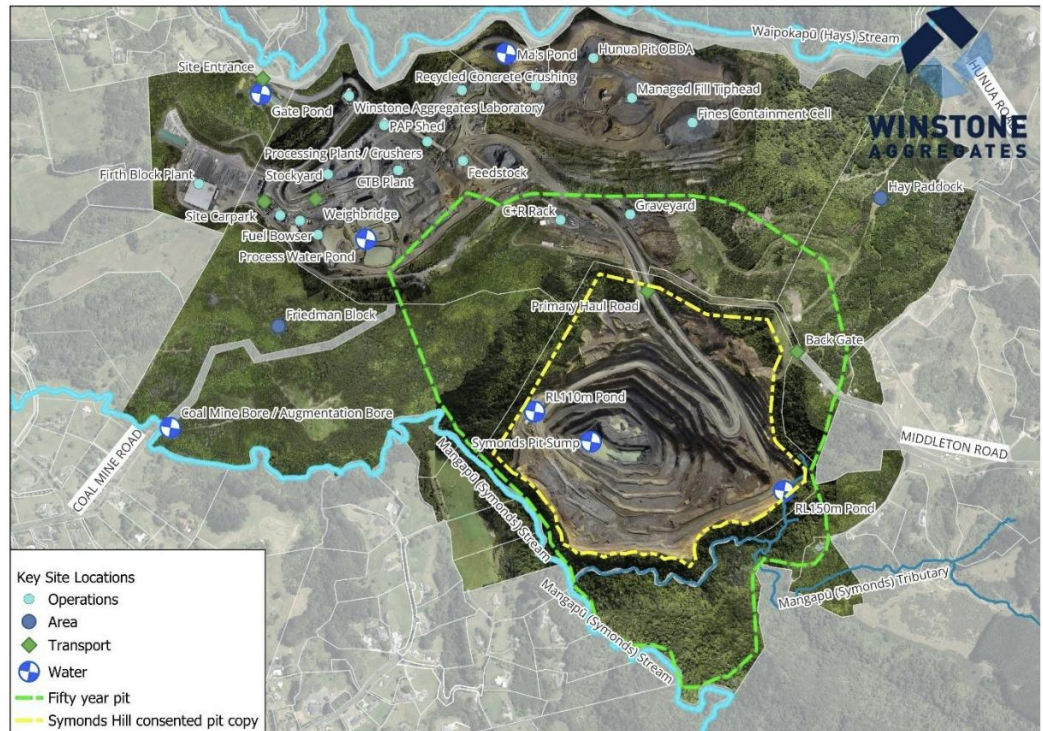 Waipokapū (Hays) Stream
HUNUA ROAD
WINSTONE
AGGREGATES
Ma's Pond
Hunua Pit OBDA
Site Entrance
Recycled Concrete Crushing
Managed Fill Tiphead
Gate Pond
Winstone Aggregates Laboratory
Fines Containment Cell
PAP Shed
Processing Plant / Crushers
Feedstock
Firth Block Plant
Stockyard
CTB Plant
Hay Paddock
Site Carpark
Weighbridge
C+R Rack
Graveyard
Fuel Bowser
Process Water Pond
Primary Haul Road
Friedman Block
Back Gate
RL110m Pond
Coal Mine Bore / Augmentation Bore
Symonds Pit Sump
COAL MINE ROAD
MIDDLETON ROAD
Mangapū (Symonds) Stream
RL150m Pond
Mangapū (Symonds) Tributary
Mangapū (Symonds) Stream
Key Site Locations
Operations
Area
Transport
Water
Fifty year pit
Symonds Hill consented pit copy